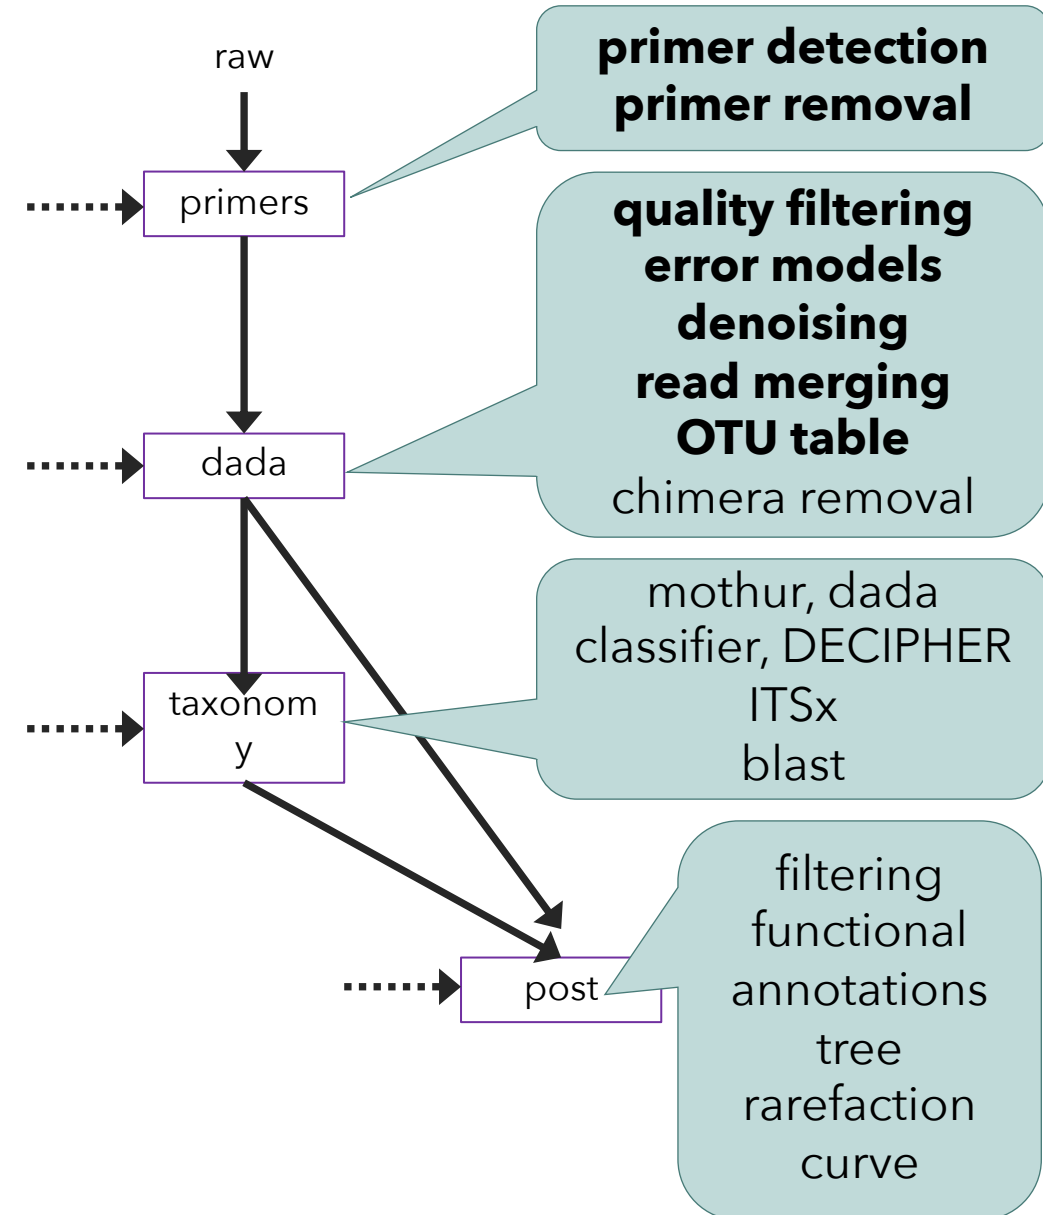 raw
primer detection
primer removal
primers
quality filtering
error models
denoising
read merging
OTU table
chimera removal
dada
mothur, dada
classifier, DECIPHER
ITSx
blast
taxonom
y
filtering
functional
annotations
tree
rarefaction
curve
post